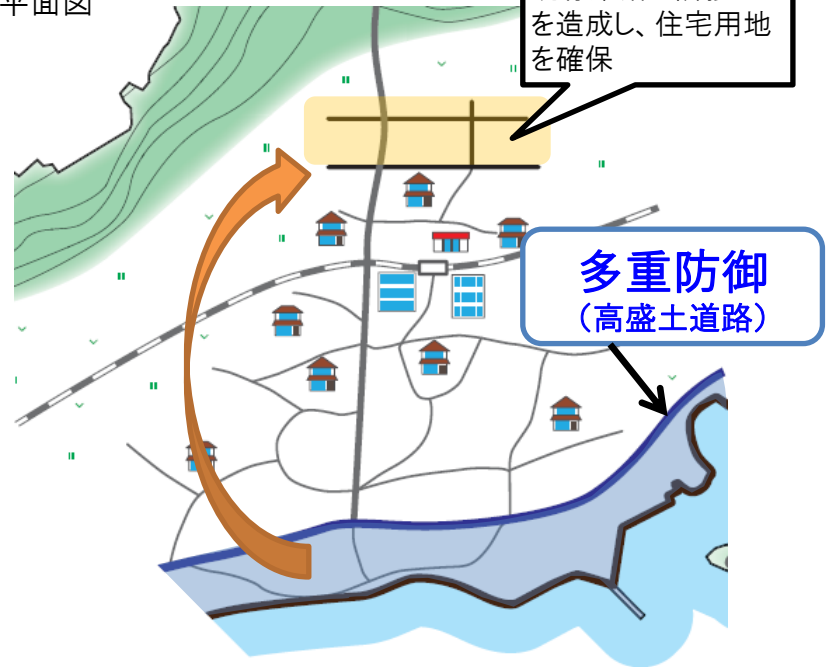 平面図
を造成し、住宅用地
を確保
多重防御
（高盛土道路）